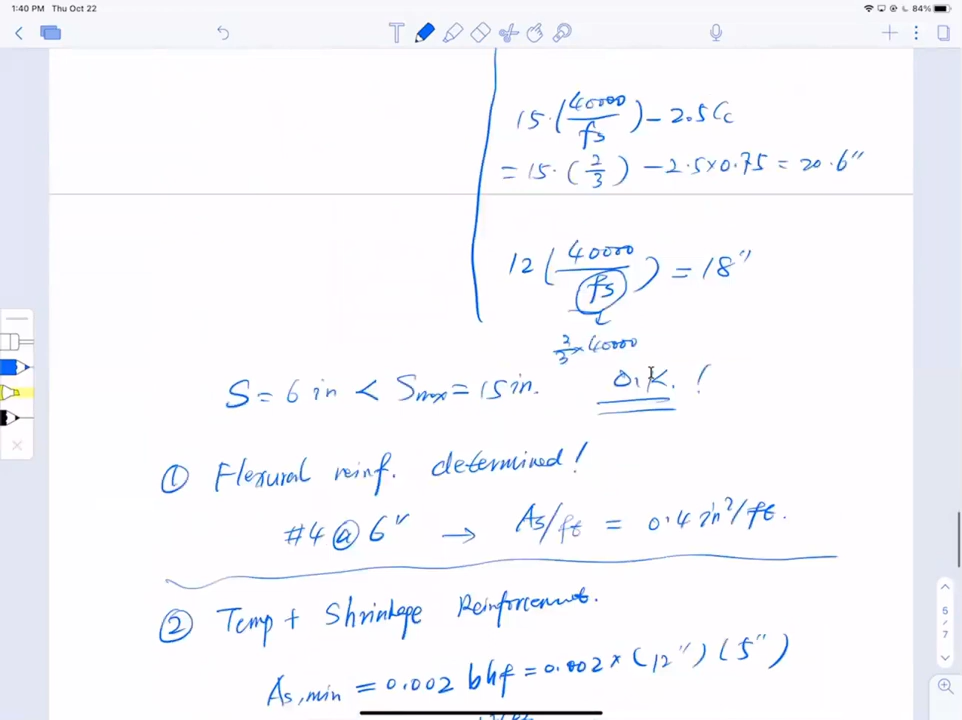 1:40 PM Thu Oct 22
84%
15·(40000/fs) − 2.5Cc
= 15·(2/3) − 2.5×0.75 = 20.6"
12(40000/fs) = 18"
2/3×40000
S = 6 in < Smax = 15 in. O.K. !
① Flexural reinf. determined!
#4@6" → As/ft = 0.4 in²/ft.
② Temp + Shrinkage Reinforcement.
As,min = 0.002 bhf = 0.002 × (12") (5")
6
/
7